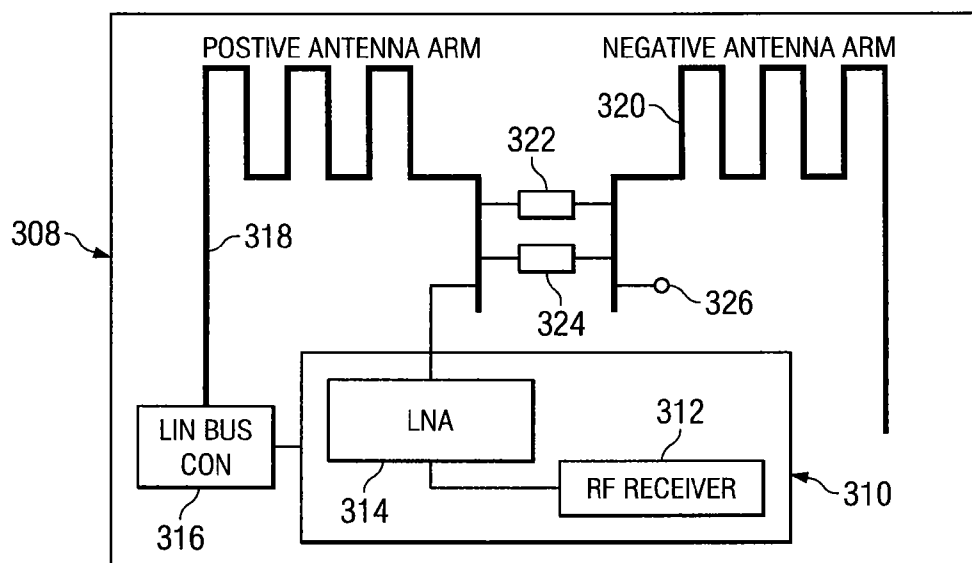 POSTIVE ANTENNA ARM
NEGATIVE ANTENNA ARM
320
322
308
318
324
326
LIN BUS
CON
LNA
312
RF RECEIVER
310
314
316